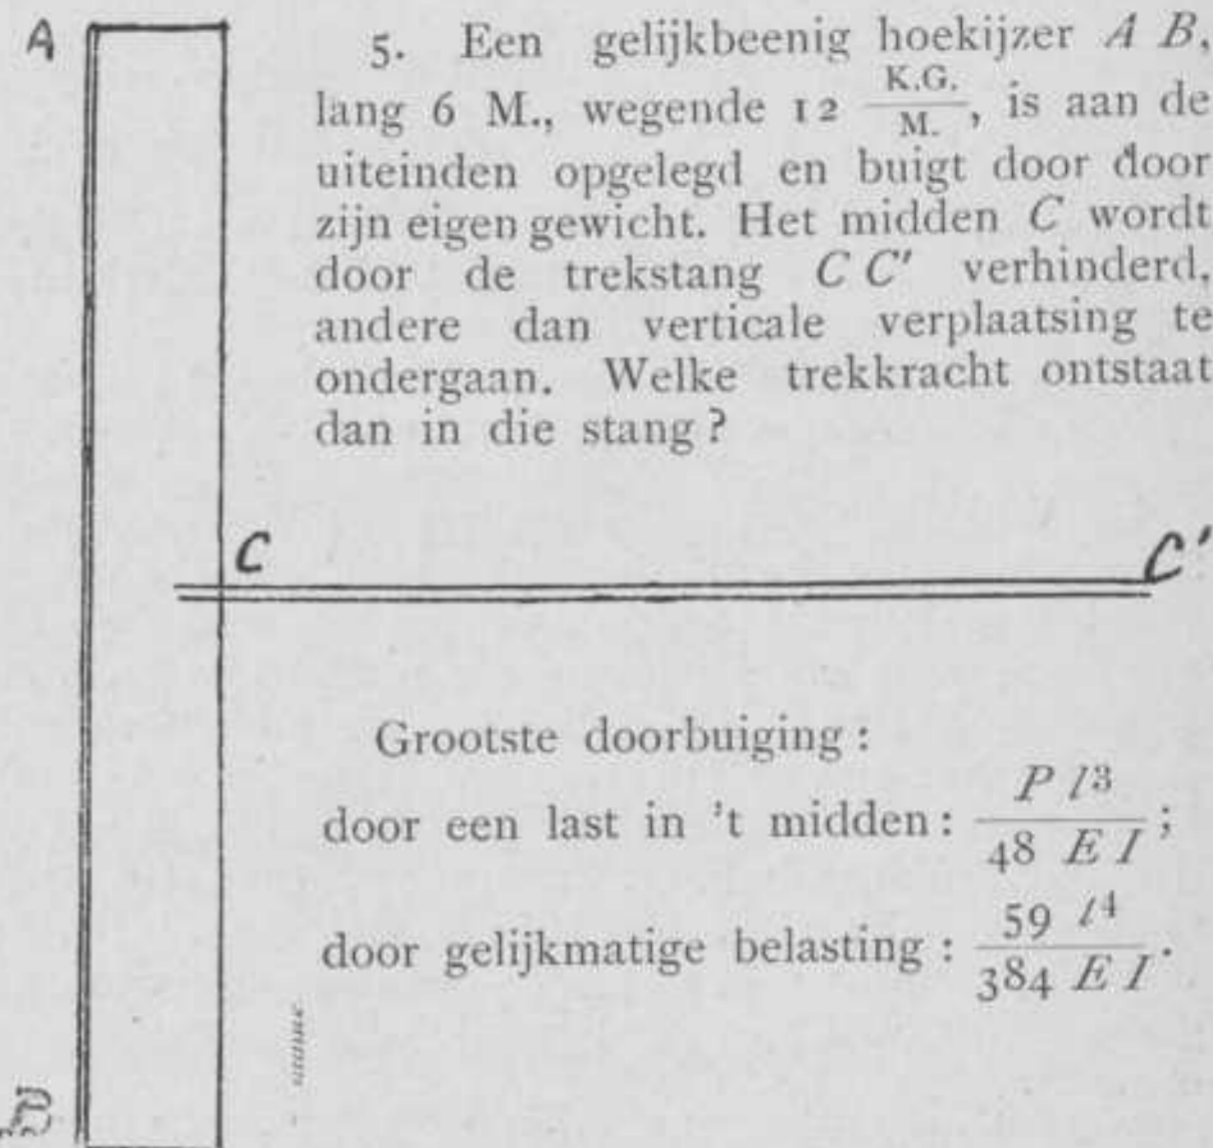 A
5. Een gelijkbeenig hoekijzer A B,
lang 6 M., wegende 12 K.G./M., is aan de
uiteinden opgelegd en buigt door door
zijn eigen gewicht. Het midden C wordt
door de trekstang C C' verhinderd,
andere dan verticale verplaatsing te
ondergaan. Welke trekkracht ontstaat
dan in die stang?
C C'
Grootste doorbuiging:
door een last in 't midden: P l³ / 48 E I;
door gelijkmatige belasting: 59 l⁴ / 384 E I.